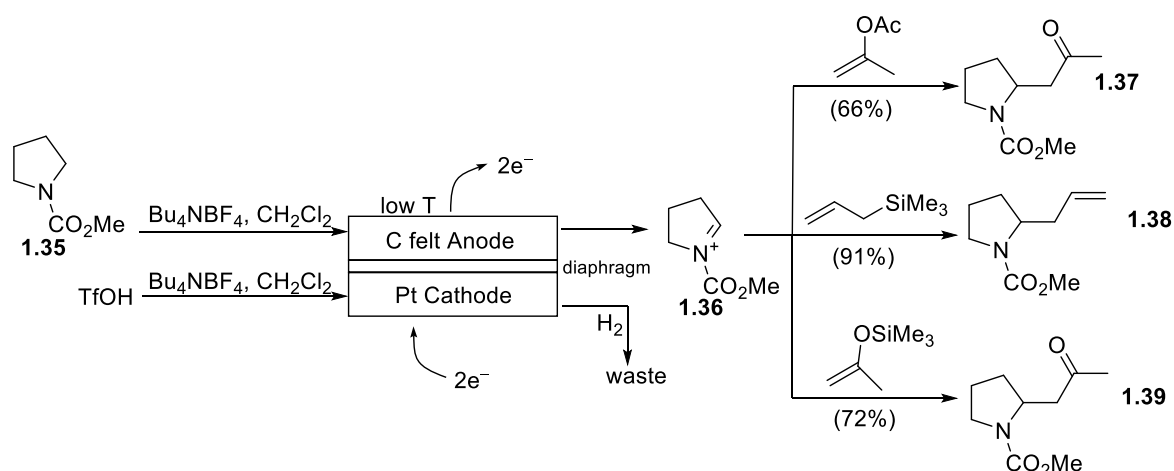 N
CO₂Me
1.35
Bu₄NBF₄, CH₂Cl₂
TfOH
Bu₄NBF₄, CH₂Cl₂
low T
2e⁻
C felt Anode
diaphragm
Pt Cathode
2e⁻
H₂
waste
N⁺
CO₂Me
1.36
OAc
(66%)
O
N
CO₂Me
1.37
SiMe₃
(91%)
N
CO₂Me
1.38
OSiMe₃
(72%)
O
N
CO₂Me
1.39